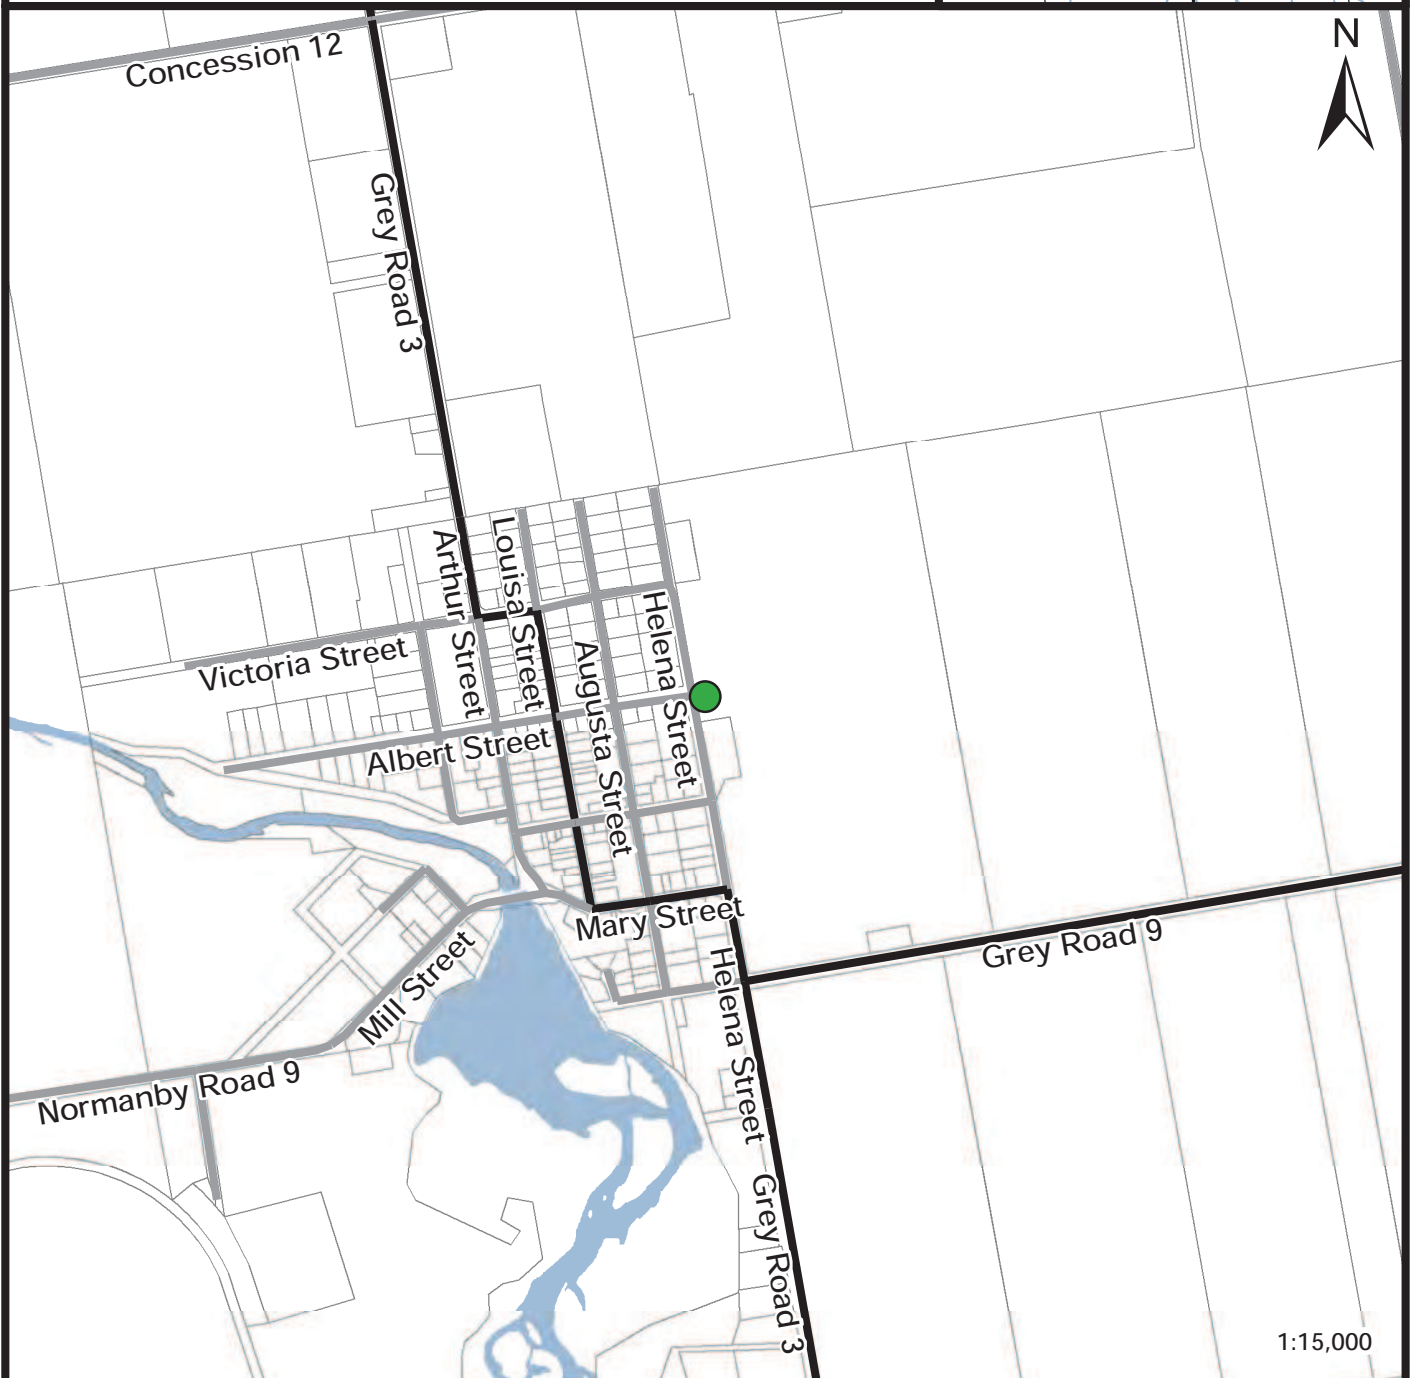 N
Concession 12
Grey Road 3
Arthur Street
Louisa Street
Helena Street
Augusta Street
Victoria Street
Albert Street
Mary Street
Grey Road 9
Mill Street
Helena Street
Normanby Road 9
Grey Road 3
1:15,000